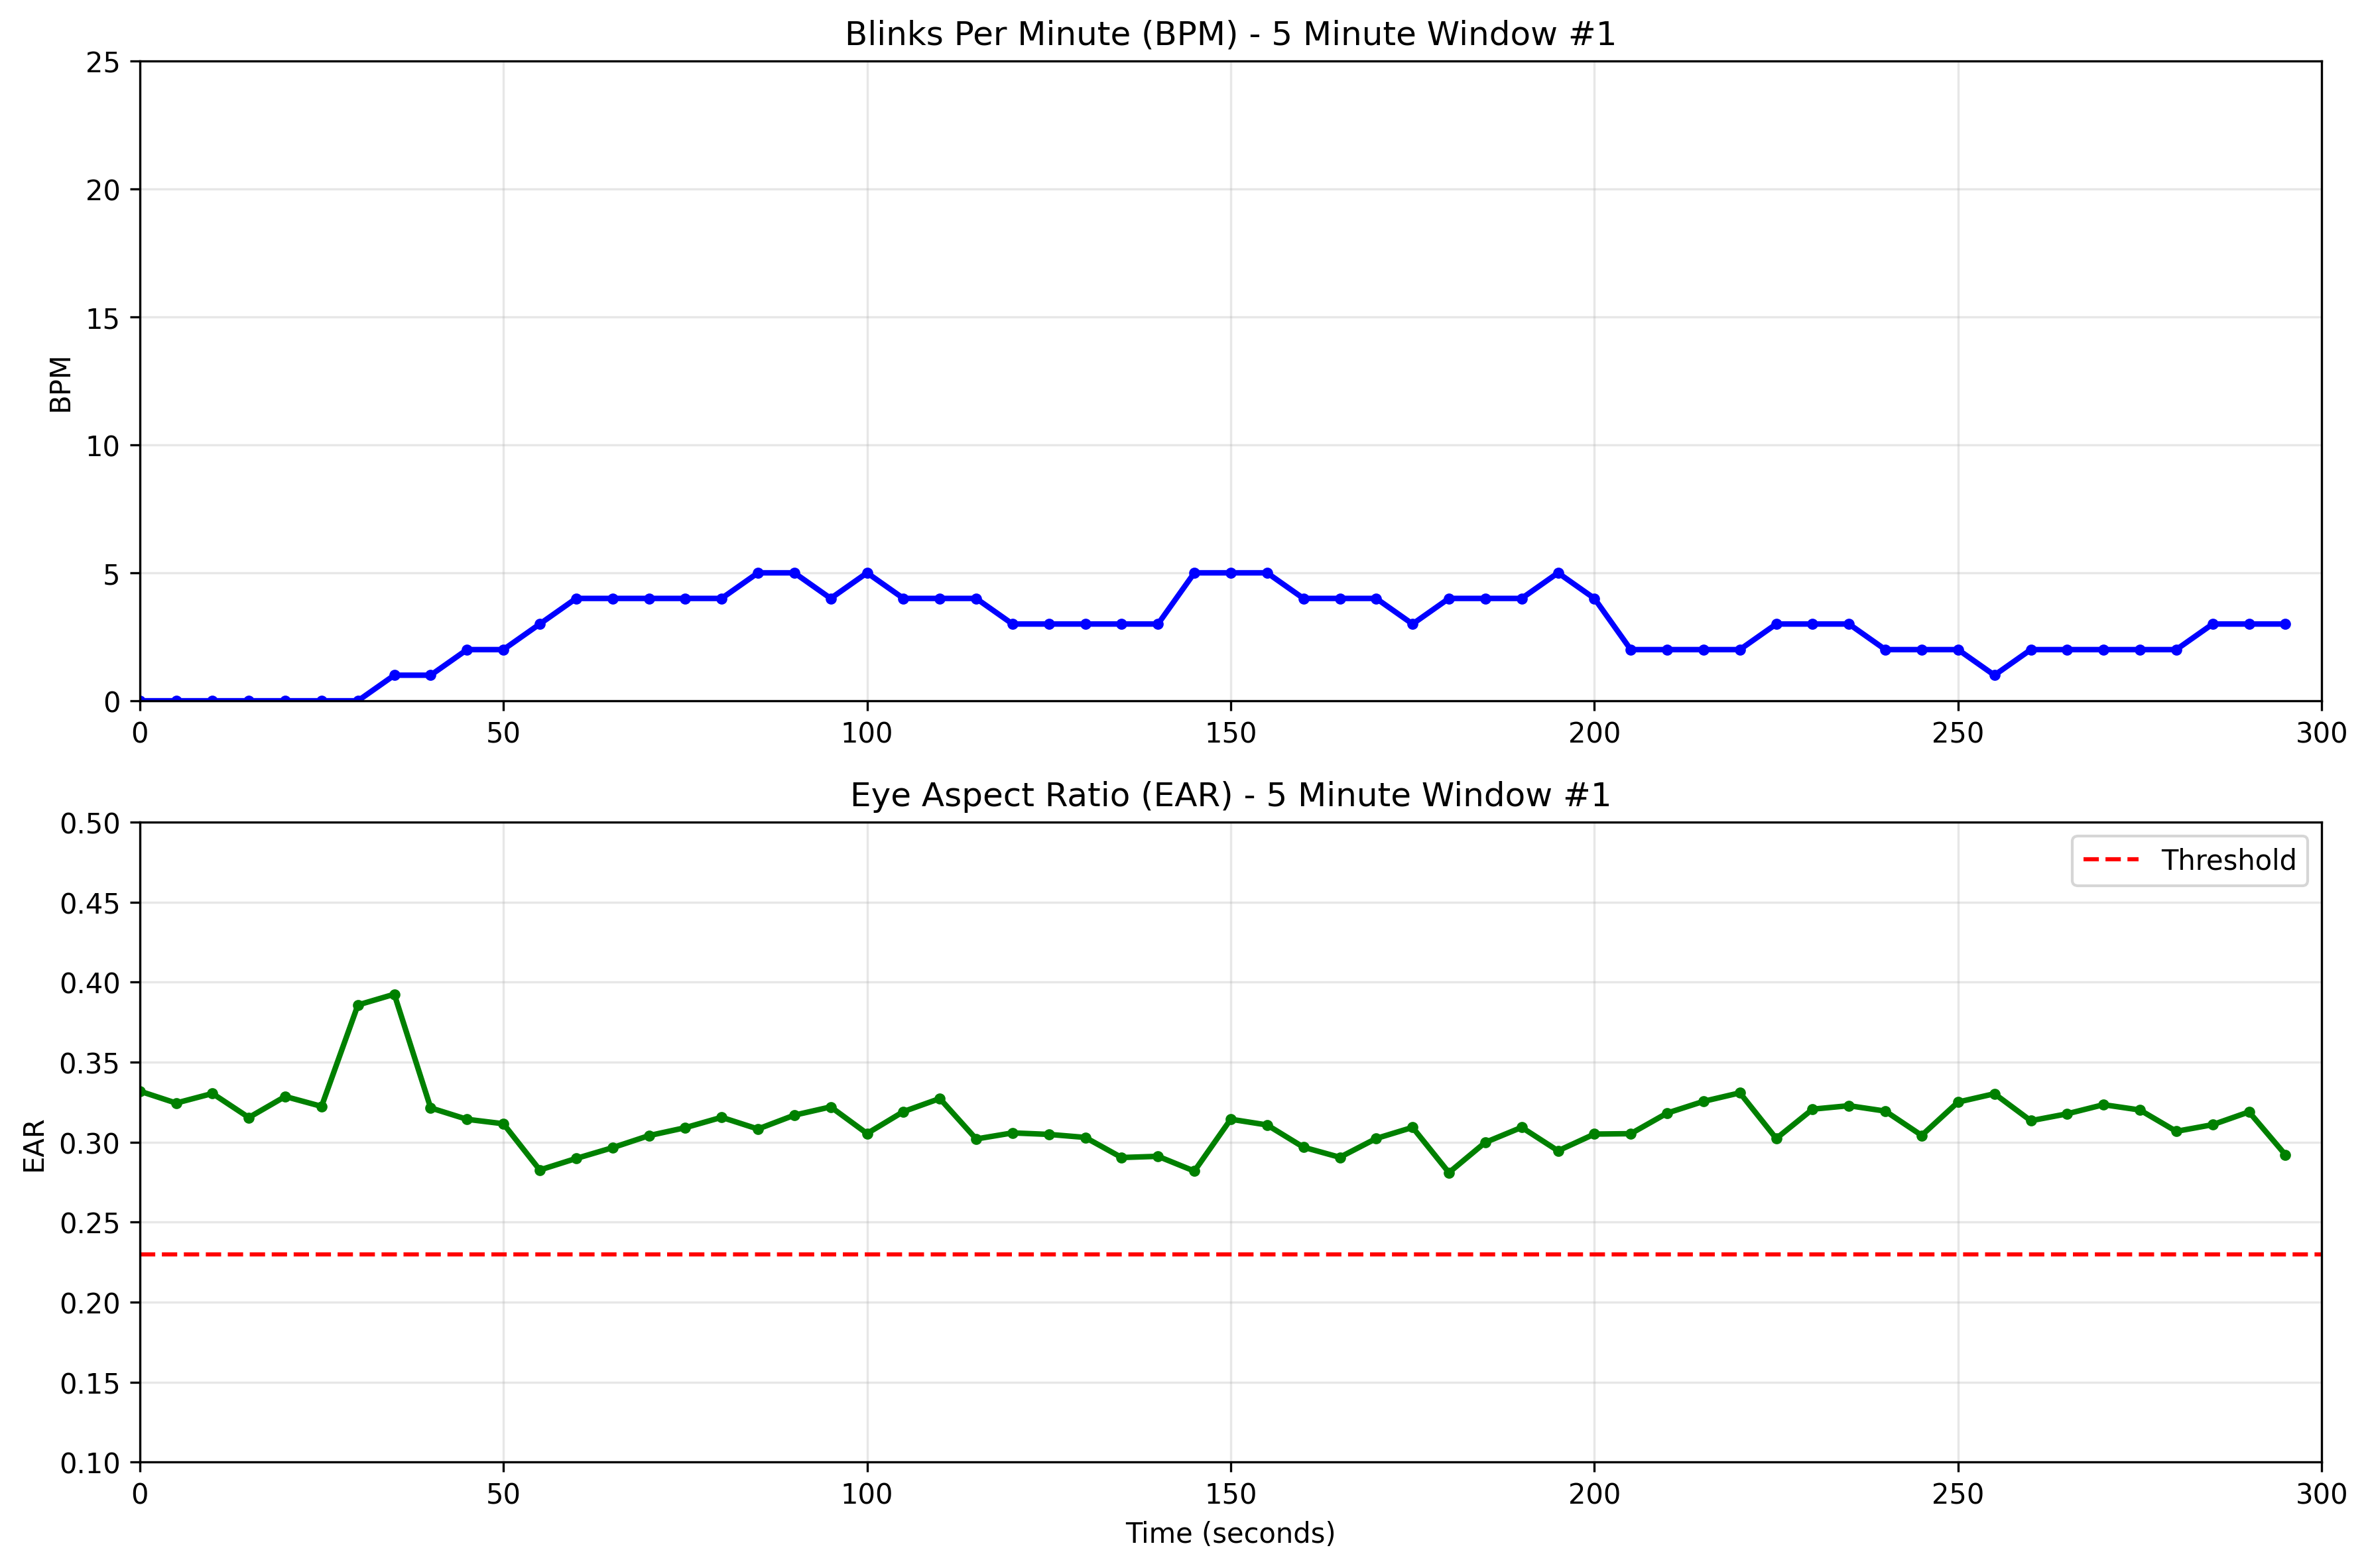 Blinks Per Minute (BPM) - 5 Minute Window #1
25
20
15
10
5
0
BPM
0 50 100 150 200 250 300
Eye Aspect Ratio (EAR) - 5 Minute Window #1
Threshold
0.50
0.45
0.40
0.35
0.30
0.25
0.20
0.15
0.10
EAR
0 50 100 150 200 250 300
Time (seconds)